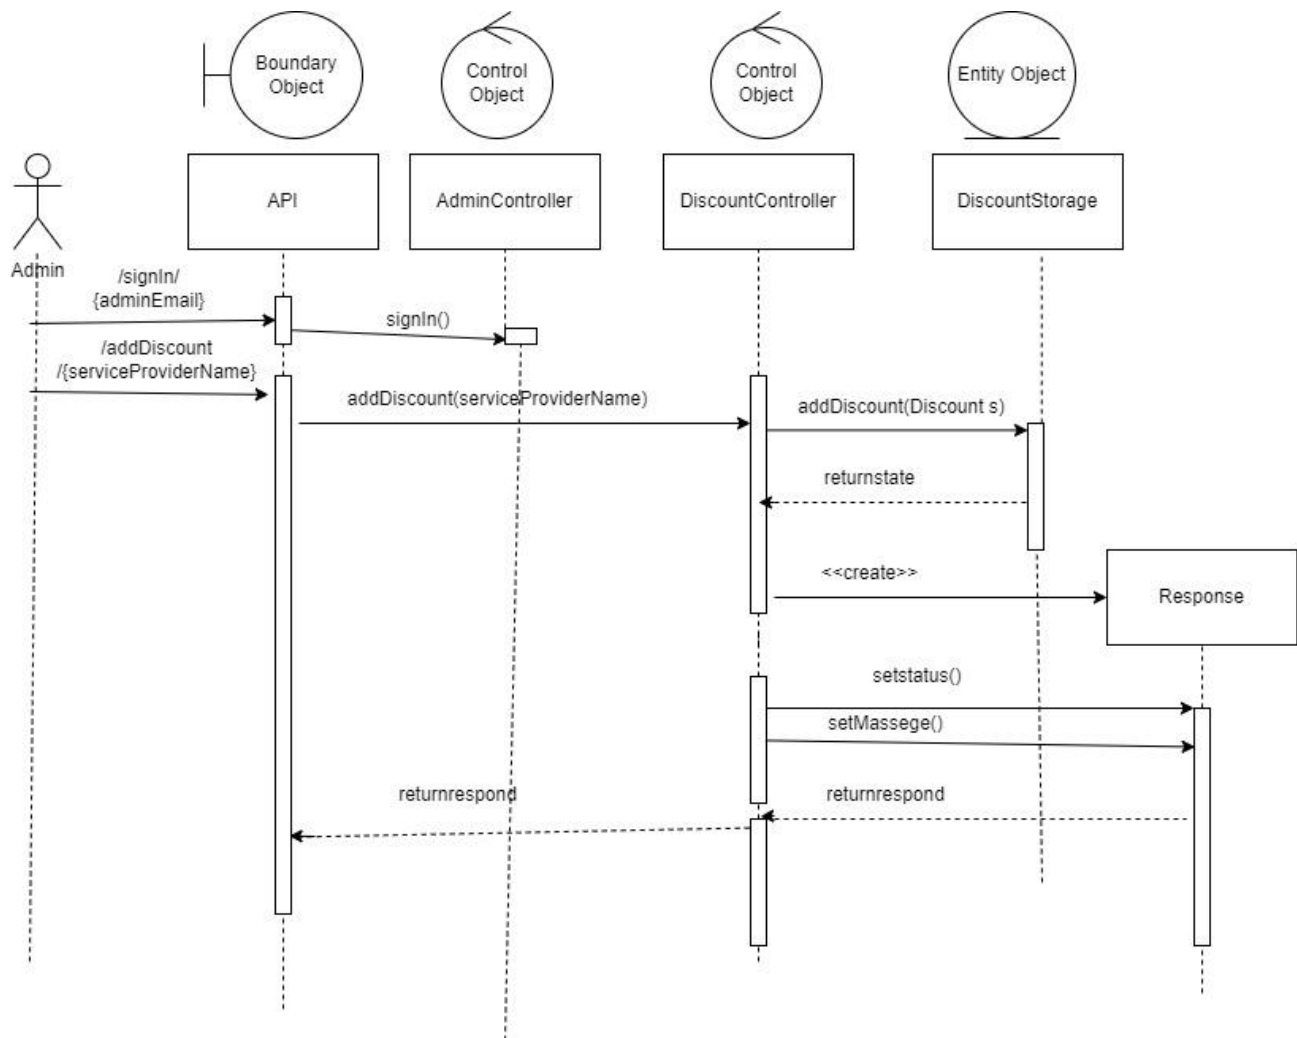 Boundary
Object
Control
Object
Control
Object
Entity Object
API
AdminController
DiscountController
DiscountStorage
Admin
/signIn/
{adminEmail}
signIn()
/addDiscount
/{serviceProviderName}
addDiscount(serviceProviderName)
addDiscount(Discount s)
returnstate
<<create>>
Response
setstatus()
setMassege()
returnrespond
returnrespond